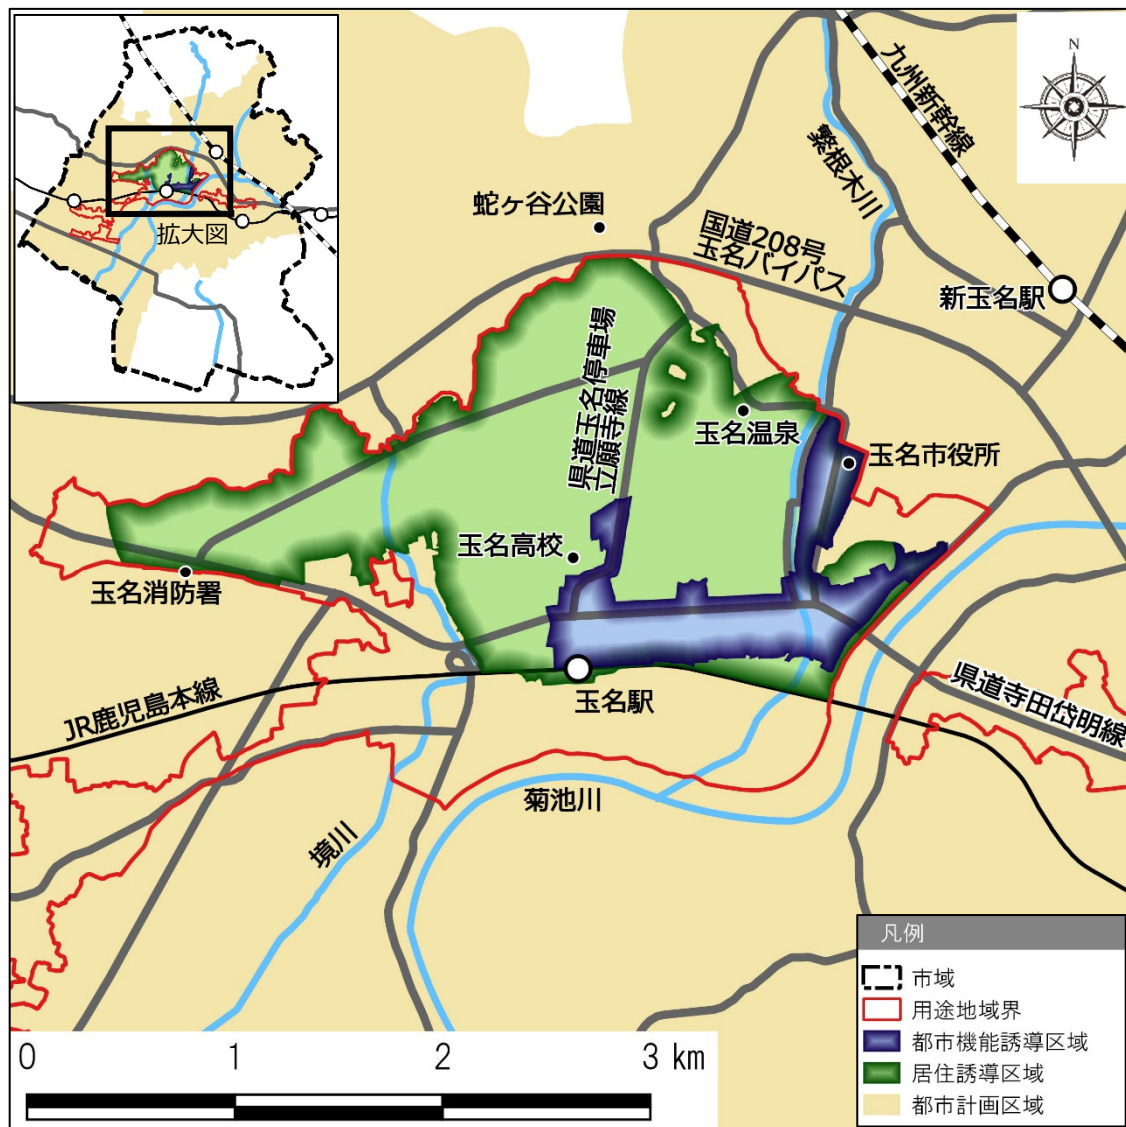 拡大図
N
九州新幹線
繁根木川
蛇ヶ谷公園
国道208号
玉名バイパス
新玉名駅
県道玉名停車場
立願寺線
玉名温泉
玉名市役所
玉名高校
玉名消防署
JR鹿児島本線
玉名駅
県道寺田岱明線
菊池川
境川
凡例
市域
用途地域界
都市機能誘導区域
居住誘導区域
都市計画区域
0 1 2 3 km